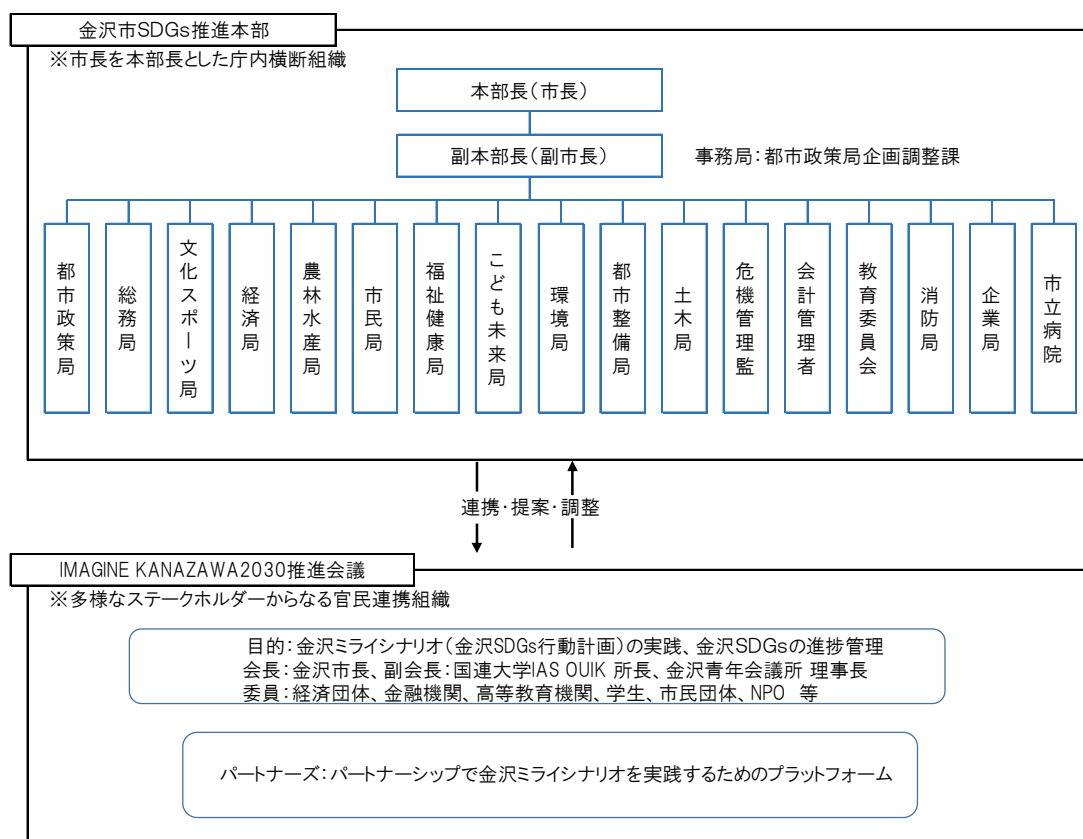 金沢市SDGs推進本部
※市長を本部長とした庁内横断組織
本部長(市長)
副本部長(副市長)
事務局:都市政策局企画調整課
都市政策局
総務局
文化スポーツ局
経済局
農林水産局
市民局
福祉健康局
こども未来局
環境局
都市整備局
土木局
危機管理監
会計管理者
教育委員会
消防局
企業局
市立病院
連携・提案・調整
IMAGINE KANAZAWA2030推進会議
※多様なステークホルダーからなる官民連携組織
目的:金沢ミライシナリオ(金沢SDGs行動計画)の実践、金沢SDGsの進捗管理
会長:金沢市長、副会長:国連大学IAS OUIK 所長、金沢青年会議所 理事長
委員:経済団体、金融機関、高等教育機関、学生、市民団体、NPO 等
パートナーズ:パートナーシップで金沢ミライシナリオを実践するためのプラットフォーム